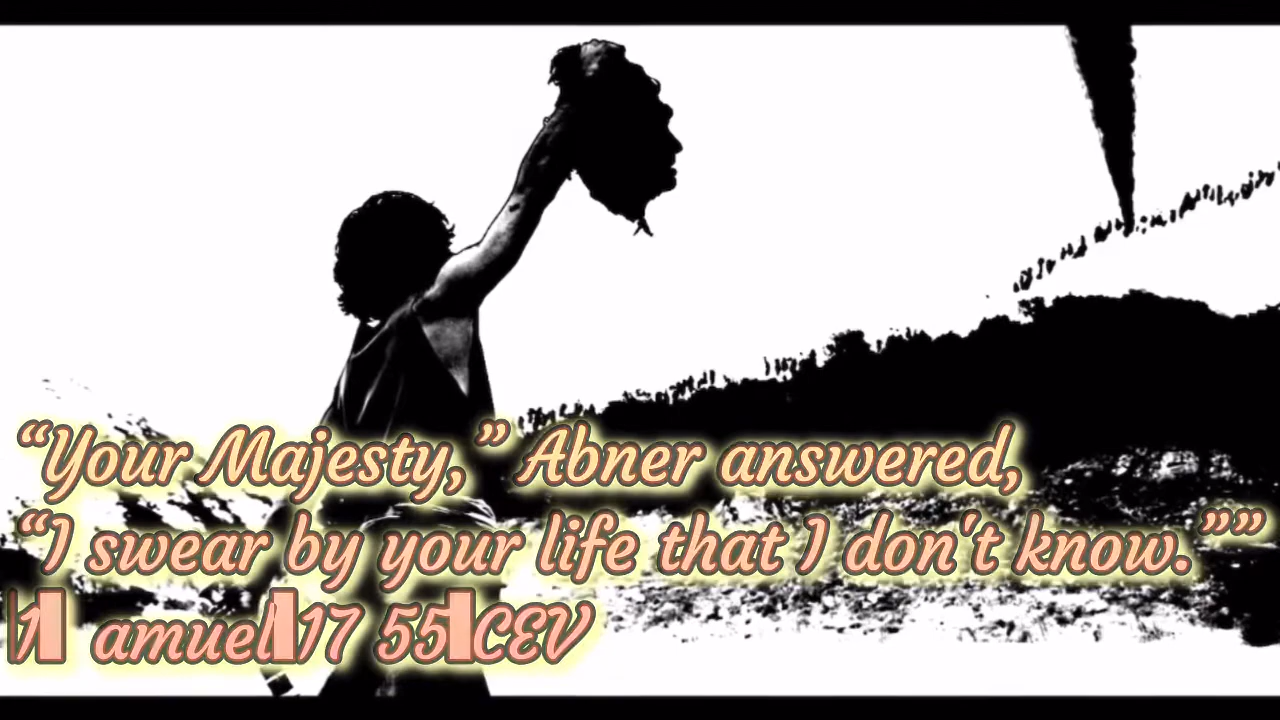 “Your Majesty,” Abner answered,
“I swear by your life that I don't know.””
1 amuel 17 55 CEV